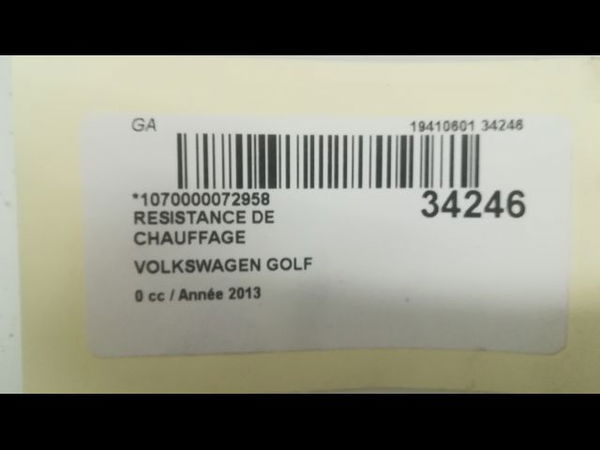 GA 19410601 34246
*1070000072958 34246
RESISTANCE DE
CHAUFFAGE
VOLKSWAGEN GOLF
0 cc / Année 2013